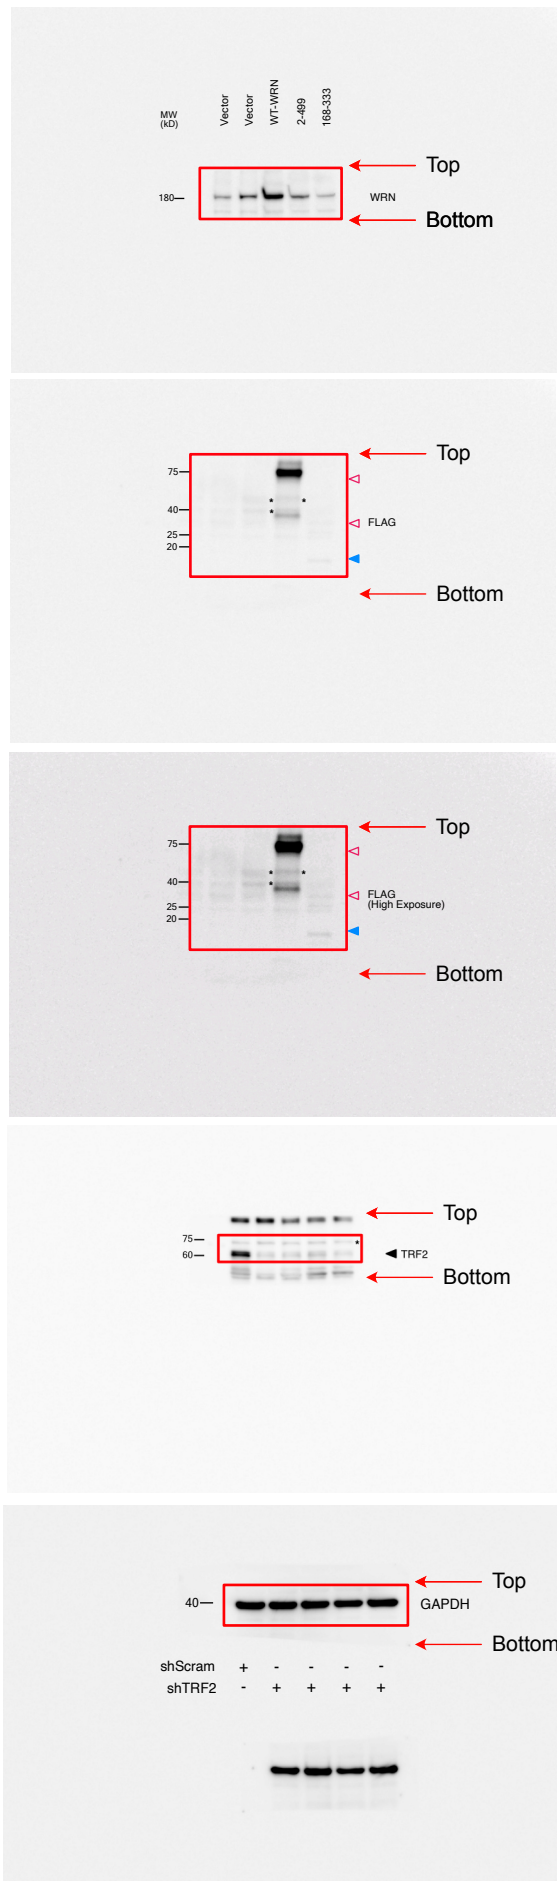 MW
(kD)
Vector
Vector
WT-WRN
2-499
168-333
Top
180
WRN
Bottom
Top
75
*
*
40
*
FLAG
25
20
Bottom
Top
75
*
*
40
*
FLAG
(High Exposure)
25
20
Bottom
Top
75
*
60
TRF2
Bottom
Top
40
GAPDH
Bottom
shScram + - - - -
shTRF2 - + + + +